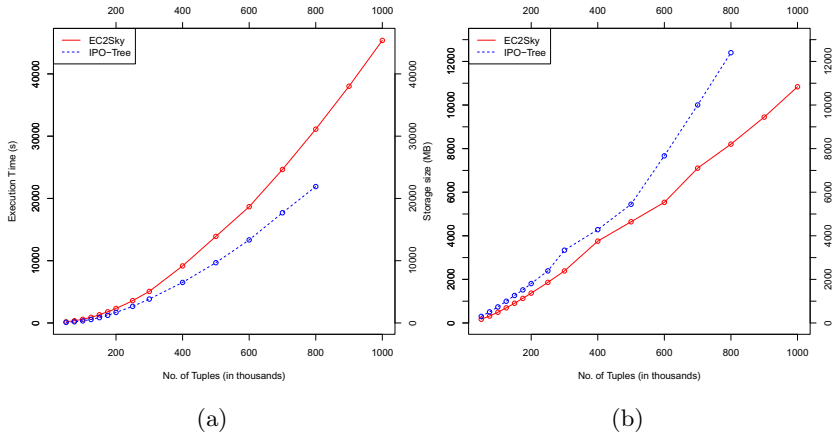 200 400 600 800 1000
EC2Sky
IPO−Tree
Execution Time (s)
0 10000 20000 30000 40000
0 10000 20000 30000 40000
200 400 600 800 1000
No. of Tuples (in thousands)
(a)
200 400 600 800 1000
EC2Sky
IPO−Tree
Storage size (MB)
0 2000 4000 6000 8000 10000 12000
0 2000 4000 6000 8000 10000 12000
200 400 600 800 1000
No. of Tuples (in thousands)
(b)